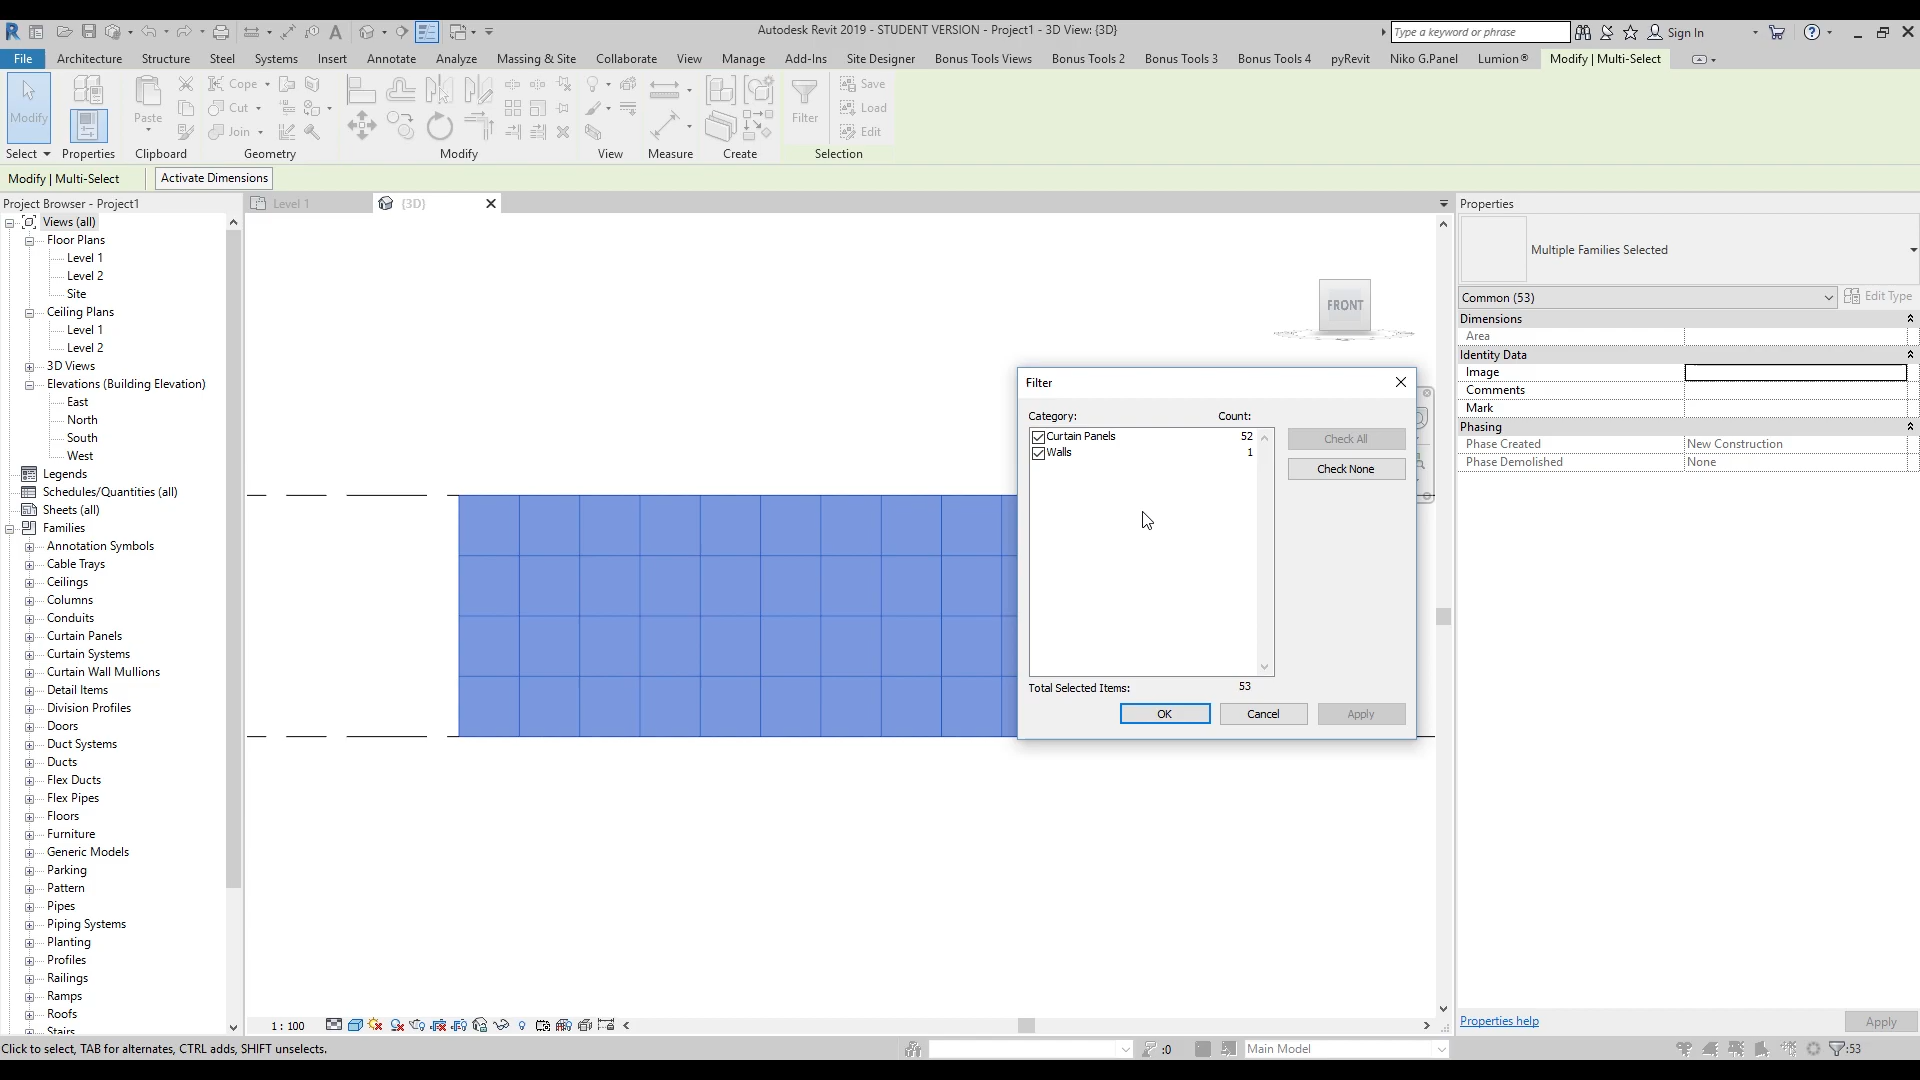 Autodesk Revit 2019 - STUDENT VERSION - Project1 - 3D View: {3D}
Type a keyword or phrase
Sign In
File Architecture Structure Steel Systems Insert Annotate Analyze Massing & Site Collaborate View Manage Add-Ins Site Designer Bonus Tools Views Bonus Tools 2 Bonus Tools 3 Bonus Tools 4 pyRevit Niko G.Panel Lumion® Modify | Multi-Select
Modify Paste Cope Cut Join Filter Save Load Edit
Select Properties Clipboard Geometry Modify View Measure Create Selection
Modify | Multi-Select Activate Dimensions
Project Browser - Project1
Views (all)
Floor Plans
Level 1
Level 2
Site
Ceiling Plans
Level 1
Level 2
3D Views
Elevations (Building Elevation)
East
North
South
West
Legends
Schedules/Quantities (all)
Sheets (all)
Families
Annotation Symbols
Cable Trays
Ceilings
Columns
Conduits
Curtain Panels
Curtain Systems
Curtain Wall Mullions
Detail Items
Division Profiles
Doors
Duct Systems
Ducts
Flex Ducts
Flex Pipes
Floors
Furniture
Generic Models
Parking
Pattern
Pipes
Piping Systems
Planting
Profiles
Railings
Ramps
Roofs
Stairs
Level 1 {3D}
FRONT
Filter
Category: Count:
Curtain Panels 52
Walls 1
Check All
Check None
Total Selected Items: 53
OK Cancel Apply
Properties
Multiple Families Selected
Common (53) Edit Type
Dimensions
Area
Identity Data
Image
Comments
Mark
Phasing
Phase Created New Construction
Phase Demolished None
Properties help Apply
1 : 100
Click to select, TAB for alternates, CTRL adds, SHIFT unselects.
:0
Main Model
:53